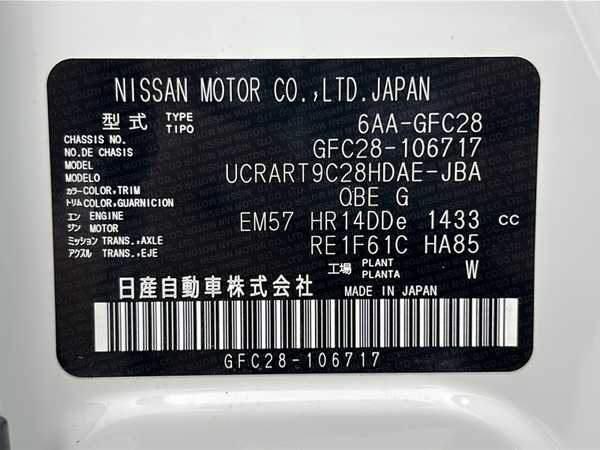 NISSAN MOTOR CO.,LTD.JAPAN
型式 TYPE TIPO 6AA-GFC28
CHASSIS NO. NO.DE CHASIS GFC28-106717
MODEL MODELO UCRART9C28HDAE-JBA
カラー COLOR,TRIM トリム COLOR,GUARNICION QBE G
エン ENGINE ジン MOTOR EM57 HR14DDe 1433 cc
ミッション TRANS.,AXLE アクスル TRANS.,EJE RE1F61C HA85
工場 PLANT PLANTA W
日産自動車株式会社 MADE IN JAPAN
GFC28-106717